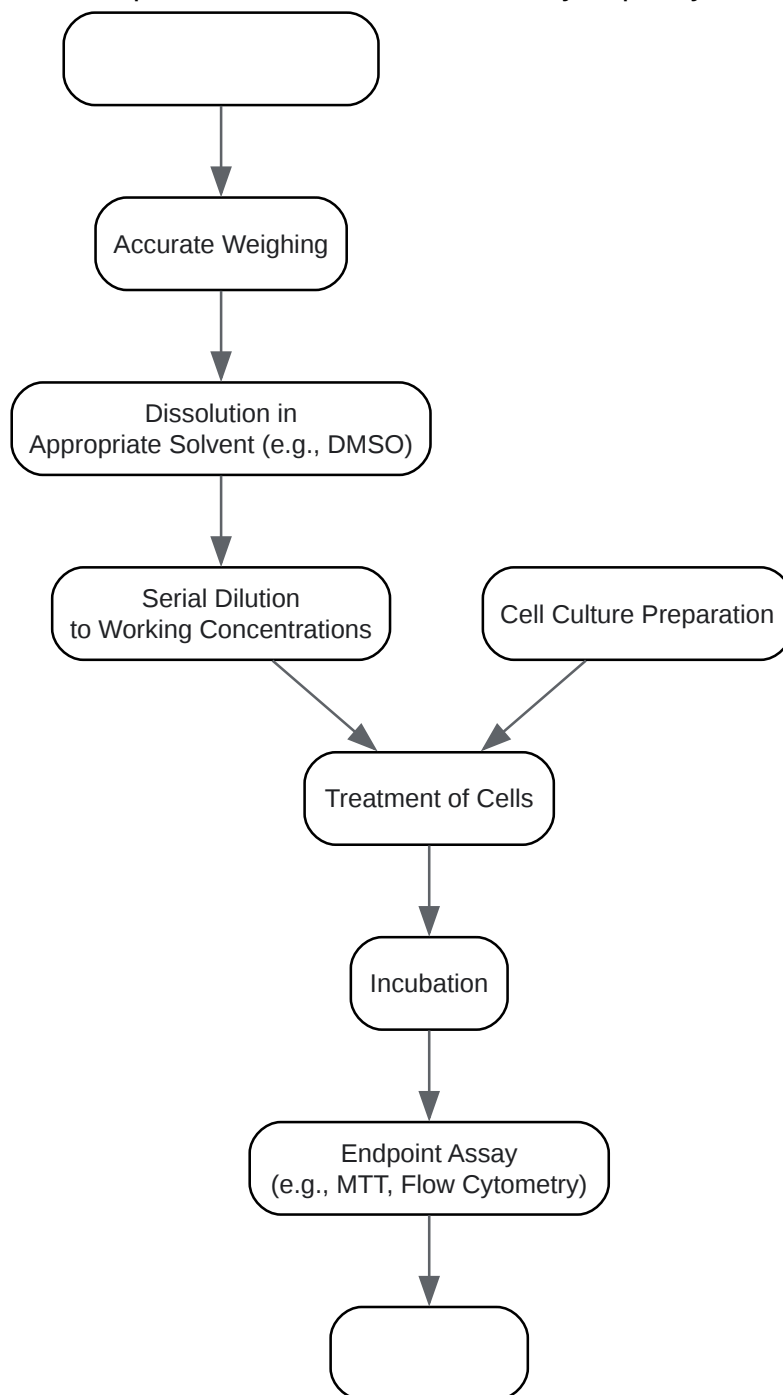 Accurate Weighing
Dissolution in
Appropriate Solvent (e.g., DMSO)
Serial Dilution
to Working Concentrations
Cell Culture Preparation
Treatment of Cells
Incubation
Endpoint Assay
(e.g., MTT, Flow Cytometry)